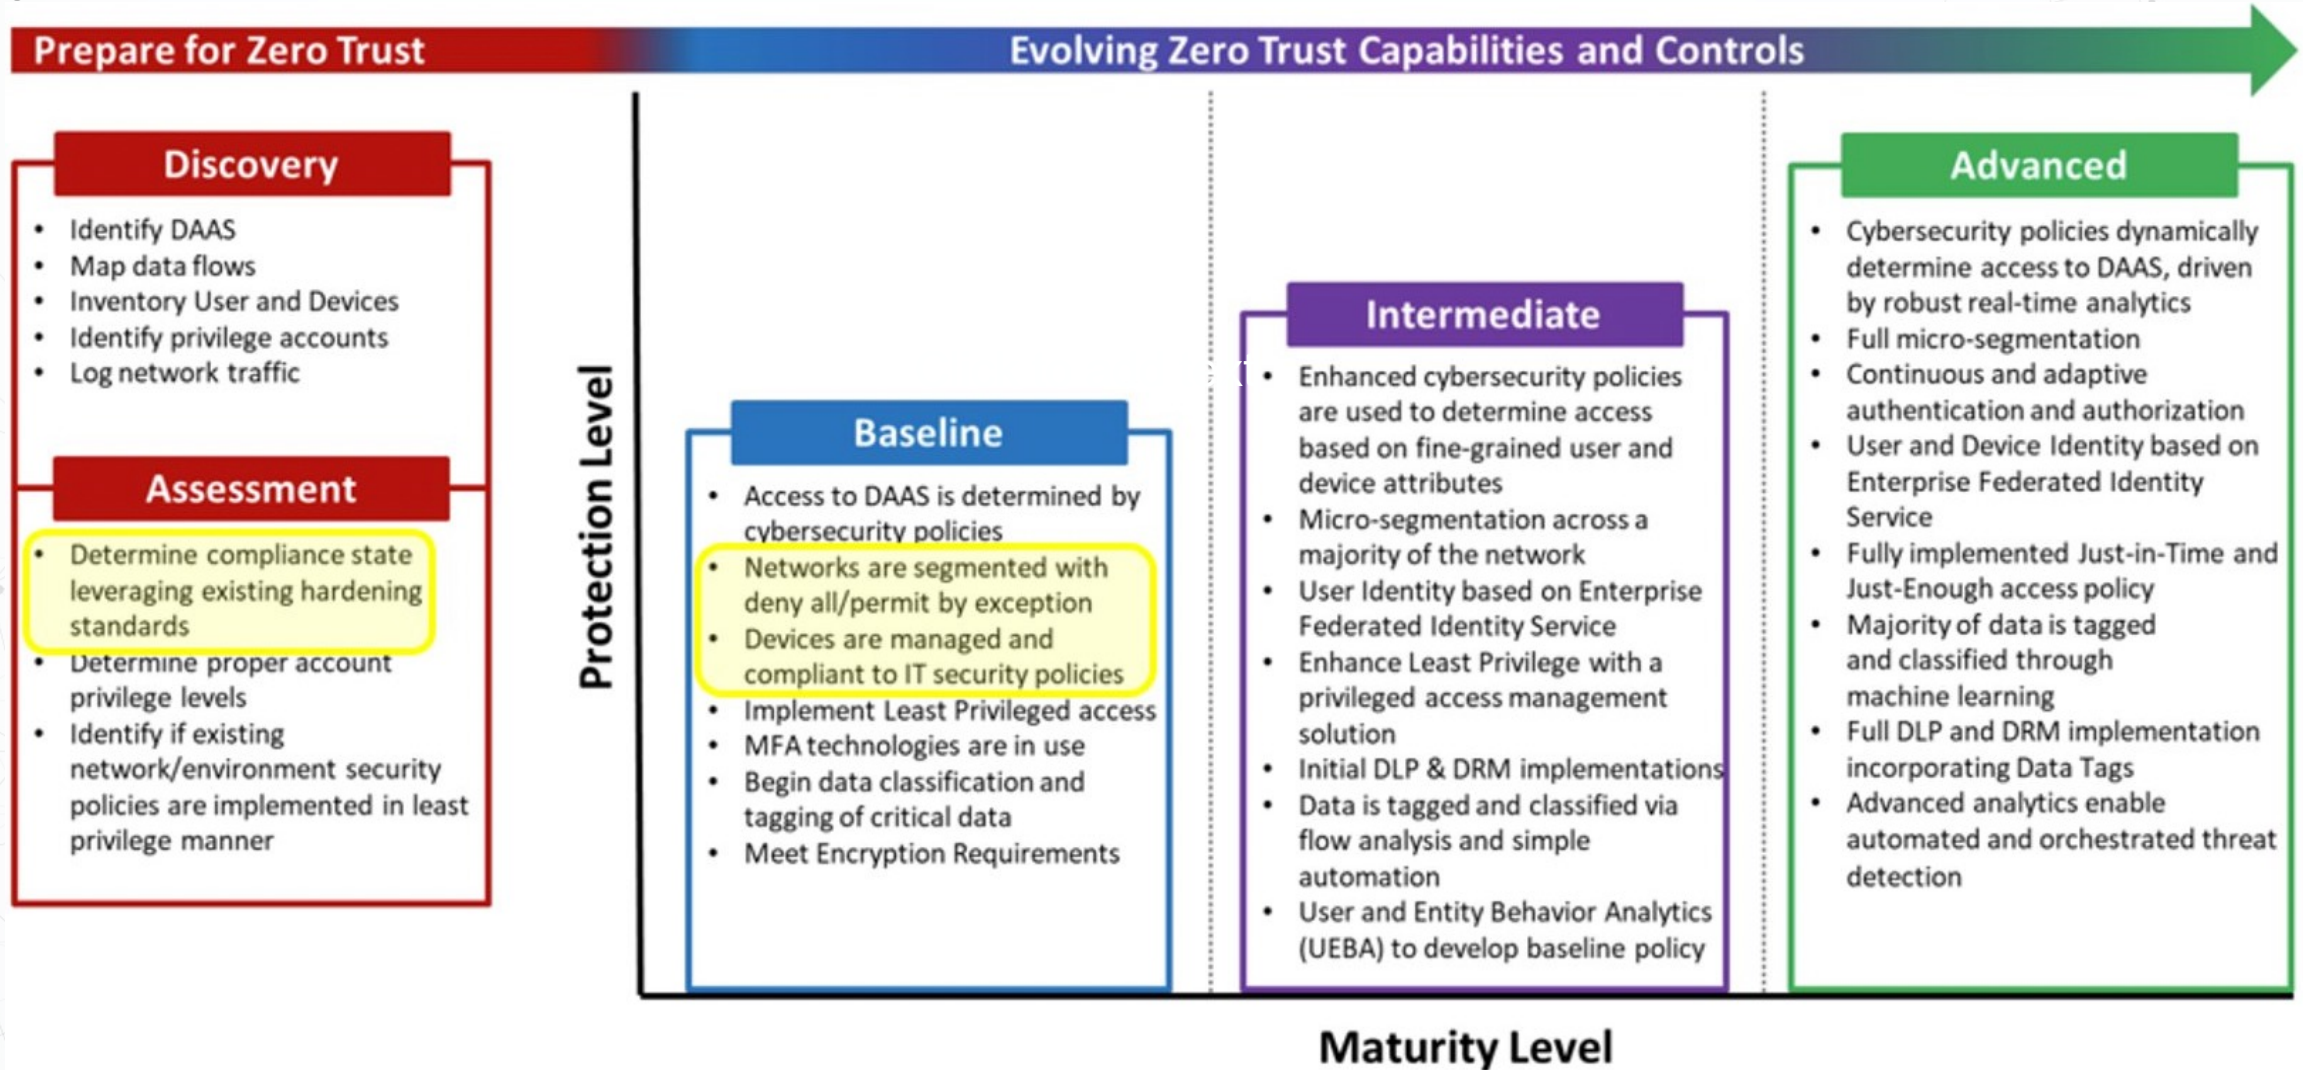 Prepare for Zero Trust
Evolving Zero Trust Capabilities and Controls
Discovery
• Identify DAAS
• Map data flows
• Inventory User and Devices
• Identify privilege accounts
• Log network traffic
Assessment
• Determine compliance state
leveraging existing hardening
standards
• Determine proper account
privilege levels
• Identify if existing
network/environment security
policies are implemented in least
privilege manner
Protection Level
Baseline
• Access to DAAS is determined by
cybersecurity policies
• Networks are segmented with
deny all/permit by exception
• Devices are managed and
compliant to IT security policies
• Implement Least Privileged access
• MFA technologies are in use
• Begin data classification and
tagging of critical data
• Meet Encryption Requirements
Intermediate
• Enhanced cybersecurity policies
are used to determine access
based on fine-grained user and
device attributes
• Micro-segmentation across a
majority of the network
• User Identity based on Enterprise
Federated Identity Service
• Enhance Least Privilege with a
privileged access management
solution
• Initial DLP & DRM implementations
• Data is tagged and classified via
flow analysis and simple
automation
• User and Entity Behavior Analytics
(UEBA) to develop baseline policy
Advanced
• Cybersecurity policies dynamically
determine access to DAAS, driven
by robust real-time analytics
• Full micro-segmentation
• Continuous and adaptive
authentication and authorization
• User and Device Identity based on
Enterprise Federated Identity
Service
• Fully implemented Just-in-Time and
Just-Enough access policy
• Majority of data is tagged
and classified through
machine learning
• Full DLP and DRM implementation
incorporating Data Tags
• Advanced analytics enable
automated and orchestrated threat
detection
Maturity Level